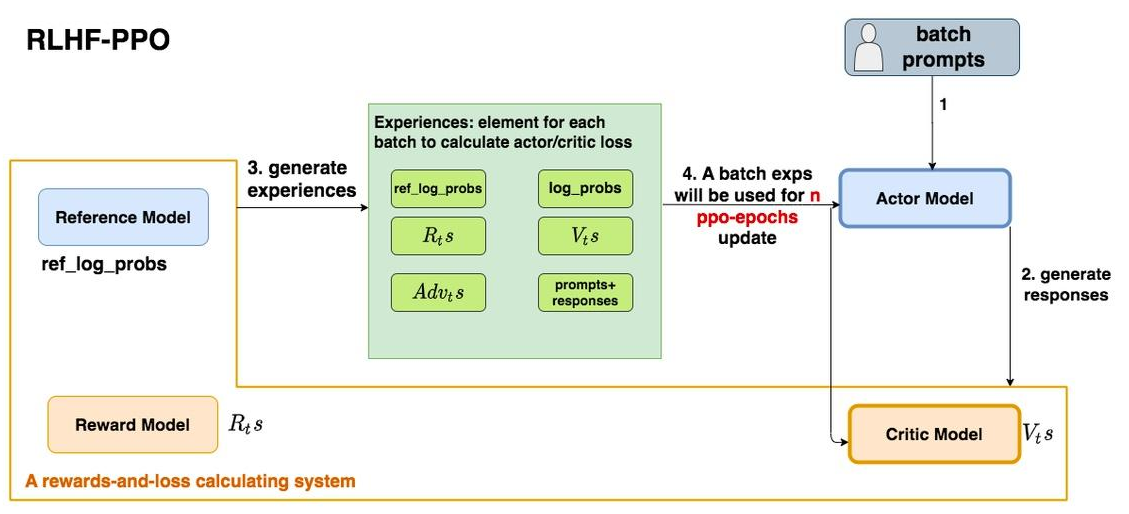 RLHF-PPO
batch
prompts
1
Experiences: element for each
batch to calculate actor/critic loss
3. generate
experiences
ref_log_probs
log_probs
4. A batch exps
will be used for n
ppo-epochs
update
Actor Model
Reference Model
ref_log_probs
R_t s
V_t s
Adv_t s
prompts+
responses
2. generate
responses
Reward Model
R_t s
Critic Model
V_t s
A rewards-and-loss calculating system